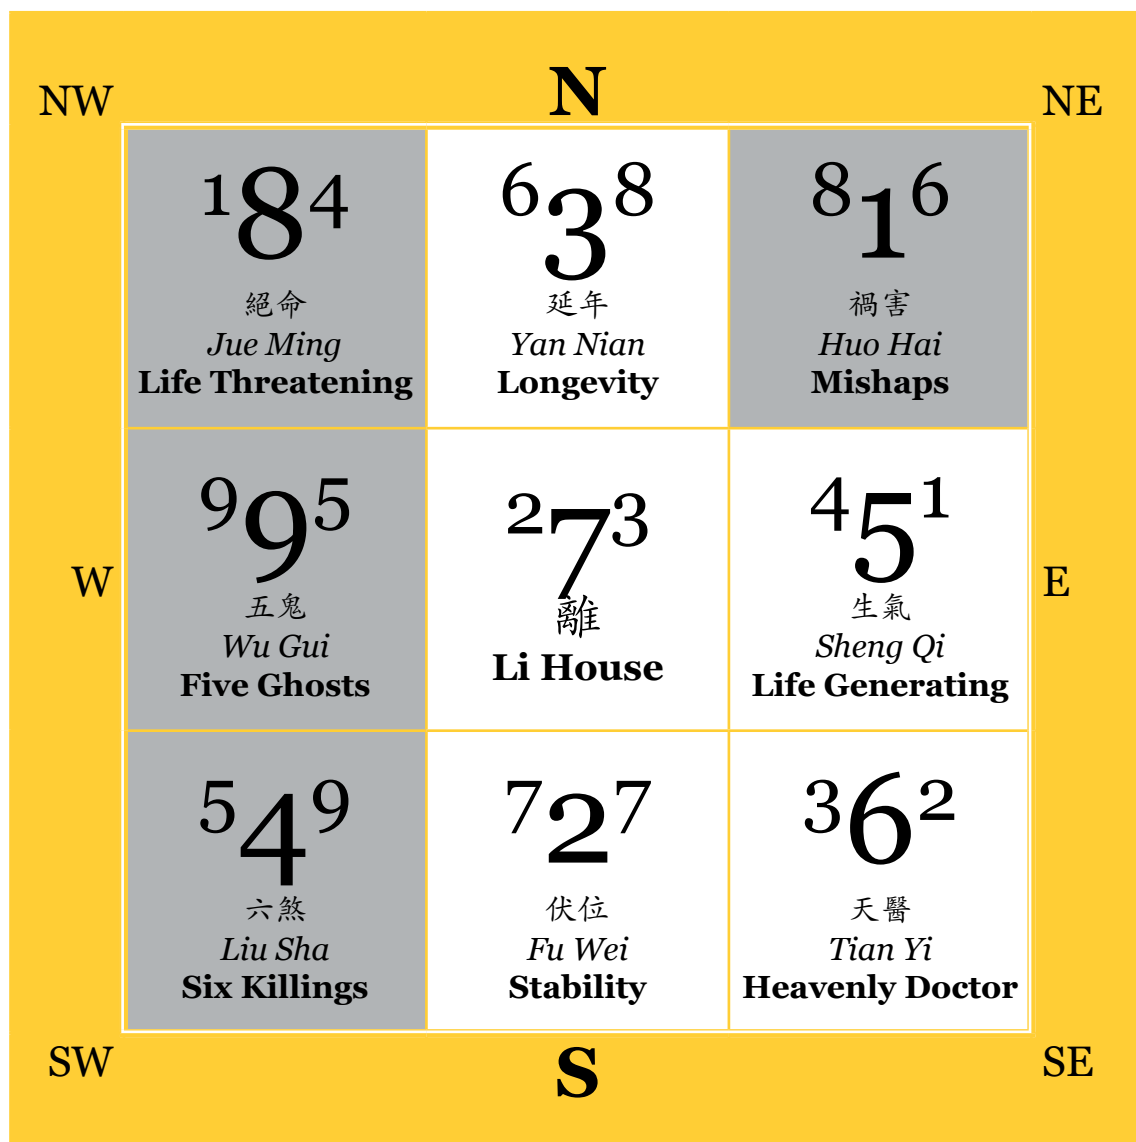 NW N NE
184 638 816
絕命 延年 禍害
Jue Ming Yan Nian Huo Hai
Life Threatening Longevity Mishaps
W 995 273 451 E
五鬼 離 生氣
Wu Gui Sheng Qi
Five Ghosts Li House Life Generating
549 727 362
六煞 伏位 天醫
Liu Sha Fu Wei Tian Yi
Six Killings Stability Heavenly Doctor
SW S SE